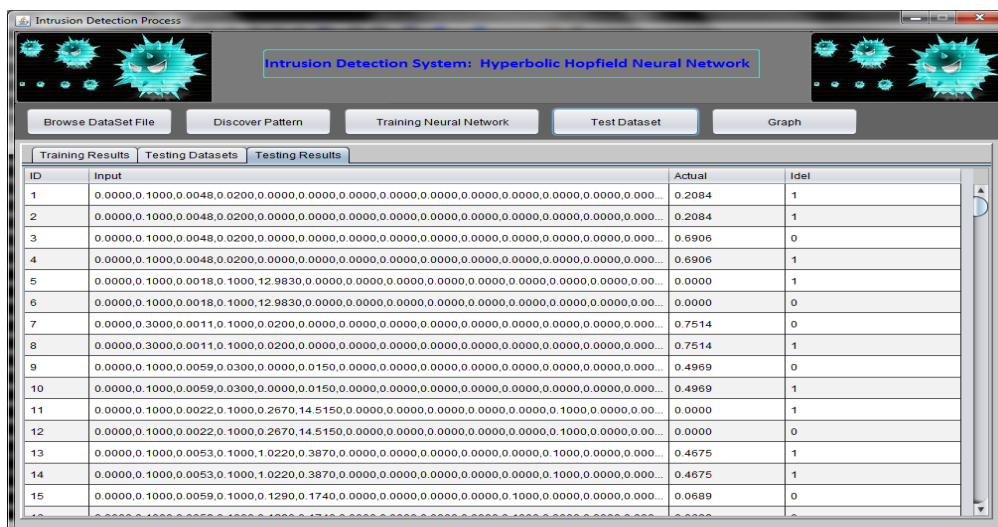 Intrusion Detection Process
Intrusion Detection System: Hyperbolic Hopfield Neural Network
Browse DataSet File Discover Pattern Training Neural Network Test Dataset Graph
Training Results Testing Datasets Testing Results
ID Input Actual Idel
1 0.0000,0.1000,0.0048,0.0200,0.0000,0.0000,0.0000,0.0000,0.0000,0.0000,0.0000,0.0000,0.0000,0.000... 0.2084 1
2 0.0000,0.1000,0.0048,0.0200,0.0000,0.0000,0.0000,0.0000,0.0000,0.0000,0.0000,0.0000,0.0000,0.000... 0.2084 1
3 0.0000,0.1000,0.0048,0.0200,0.0000,0.0000,0.0000,0.0000,0.0000,0.0000,0.0000,0.0000,0.0000,0.000... 0.6906 0
4 0.0000,0.1000,0.0048,0.0200,0.0000,0.0000,0.0000,0.0000,0.0000,0.0000,0.0000,0.0000,0.0000,0.000... 0.6906 1
5 0.0000,0.1000,0.0018,0.1000,12.9830,0.0000,0.0000,0.0000,0.0000,0.0000,0.0000,0.0000,0.0000,0.00... 0.0000 1
6 0.0000,0.1000,0.0018,0.1000,12.9830,0.0000,0.0000,0.0000,0.0000,0.0000,0.0000,0.0000,0.0000,0.00... 0.0000 0
7 0.0000,0.3000,0.0011,0.1000,0.0200,0.0000,0.0000,0.0000,0.0000,0.0000,0.0000,0.0000,0.0000,0.000... 0.7514 0
8 0.0000,0.3000,0.0011,0.1000,0.0200,0.0000,0.0000,0.0000,0.0000,0.0000,0.0000,0.0000,0.0000,0.000... 0.7514 1
9 0.0000,0.1000,0.0059,0.0300,0.0000,0.0150,0.0000,0.0000,0.0000,0.0000,0.0000,0.0000,0.0000,0.000... 0.4969 0
10 0.0000,0.1000,0.0059,0.0300,0.0000,0.0150,0.0000,0.0000,0.0000,0.0000,0.0000,0.0000,0.0000,0.000... 0.4969 1
11 0.0000,0.1000,0.0022,0.1000,0.2670,14.5150,0.0000,0.0000,0.0000,0.0000,0.0000,0.1000,0.0000,0.00... 0.0000 1
12 0.0000,0.1000,0.0022,0.1000,0.2670,14.5150,0.0000,0.0000,0.0000,0.0000,0.0000,0.1000,0.0000,0.00... 0.0000 0
13 0.0000,0.1000,0.0053,0.1000,1.0220,0.3870,0.0000,0.0000,0.0000,0.0000,0.1000,0.0000,0.0000,0.000... 0.4675 1
14 0.0000,0.1000,0.0053,0.1000,1.0220,0.3870,0.0000,0.0000,0.0000,0.0000,0.1000,0.0000,0.0000,0.000... 0.4675 1
15 0.0000,0.1000,0.0059,0.1000,0.1290,0.1740,0.0000,0.0000,0.0000,0.0000,0.1000,0.0000,0.0000,0.000... 0.0689 0